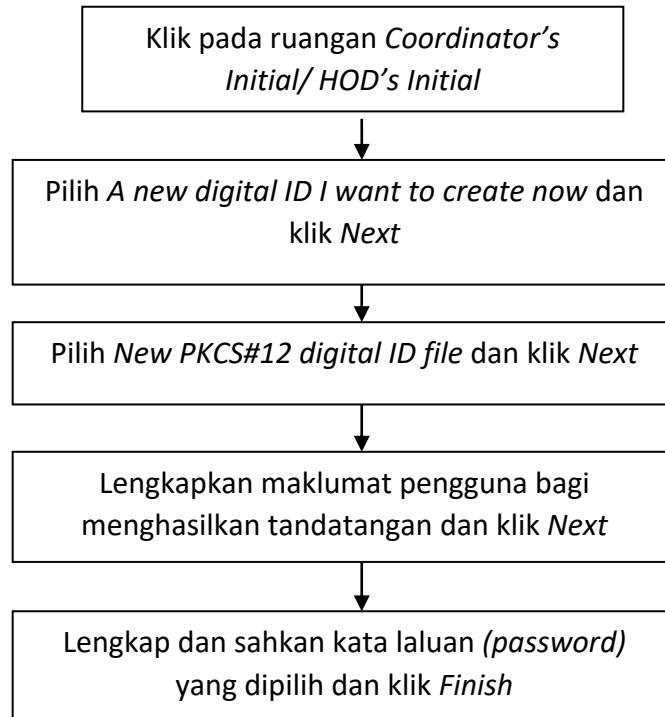 Klik pada ruangan Coordinator’s
Initial/ HOD’s Initial
Pilih A new digital ID I want to create now dan
klik Next
Pilih New PKCS#12 digital ID file dan klik Next
Lengkapkan maklumat pengguna bagi
menghasilkan tandatangan dan klik Next
Lengkap dan sahkan kata laluan (password)
yang dipilih dan klik Finish